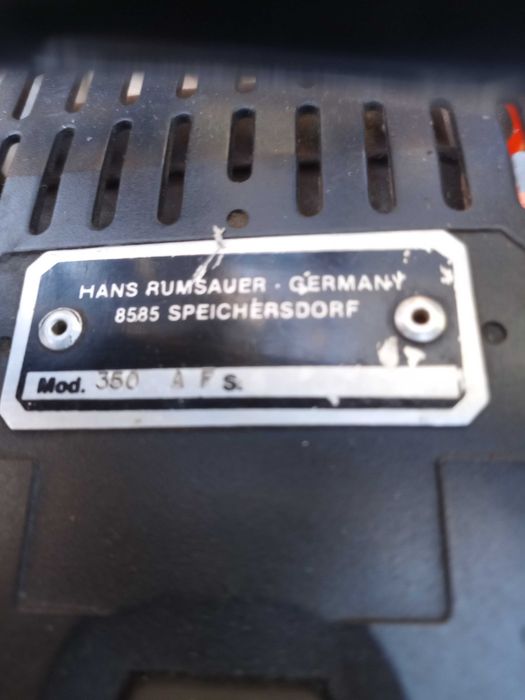 HANS RUMSAUER · GERMANY
8585 SPEICHERSDORF
Mod. 350 A F S.